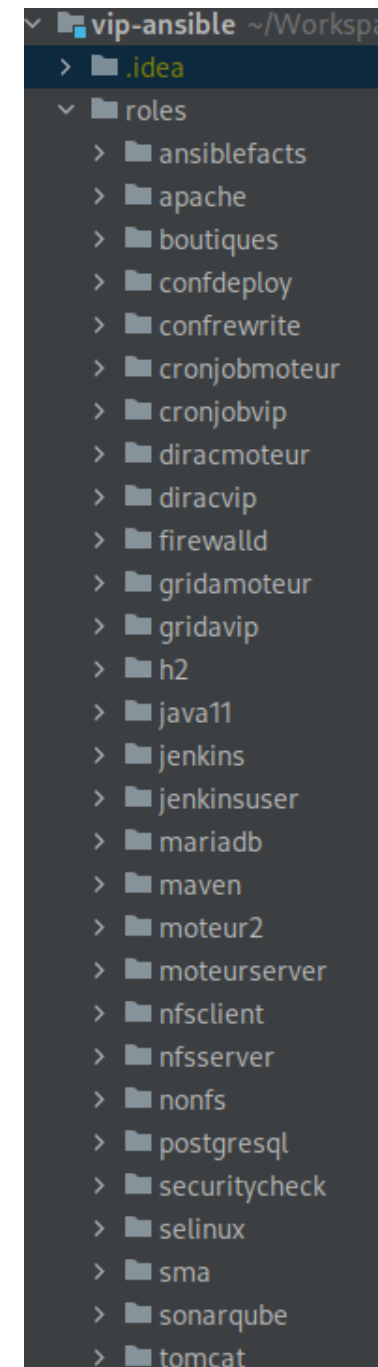 vip-ansible ~/Workspa
.idea
roles
ansiblefacts
apache
boutiques
confdeploy
confrewrite
cronjobmoteur
cronjobvip
diracmoteur
diracvip
firewalld
gridamoteur
gridavip
h2
java11
jenkins
jenkinsuser
mariadb
maven
moteur2
moteurserver
nfsclient
nfsserver
nonfs
postgresql
securitycheck
selinux
sma
sonarqube
tomcat